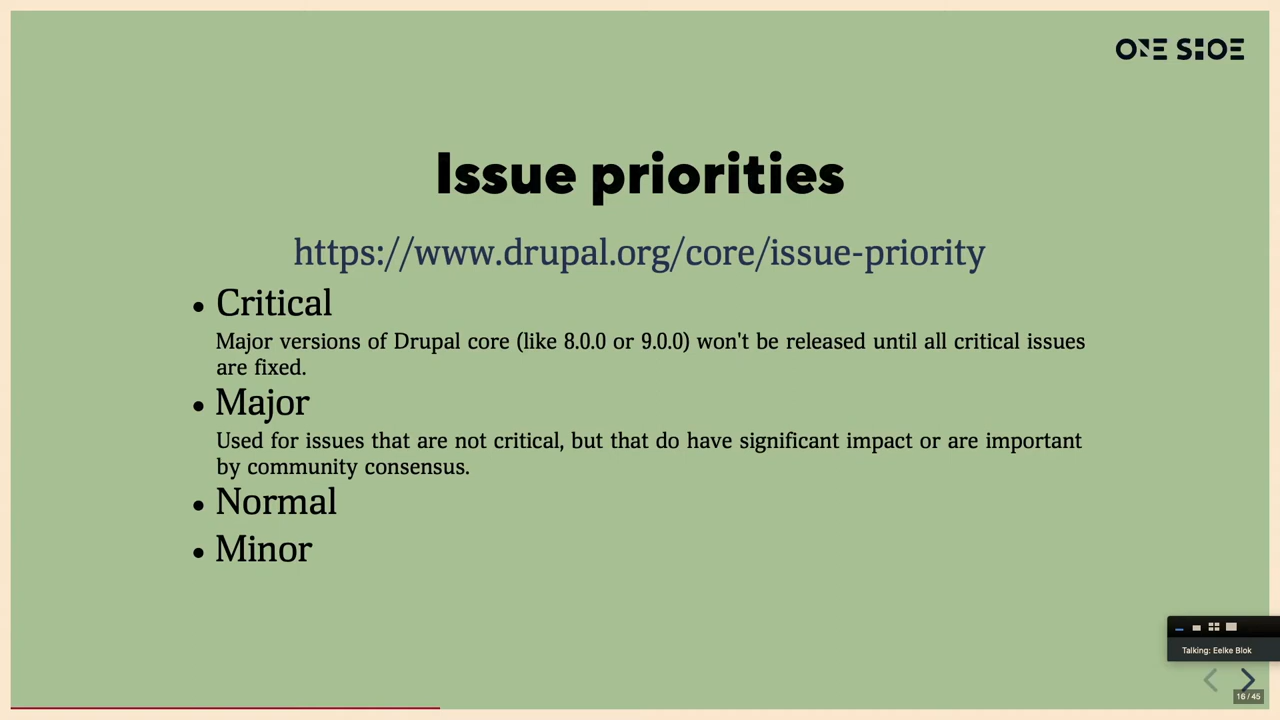 ONE SHOE
Issue priorities
https://www.drupal.org/core/issue-priority
• Critical
Major versions of Drupal core (like 8.0.0 or 9.0.0) won't be released until all critical issues
are fixed.
• Major
Used for issues that are not critical, but that do have significant impact or are important
by community consensus.
• Normal
• Minor
Talking: Eelke Blok
16 / 45